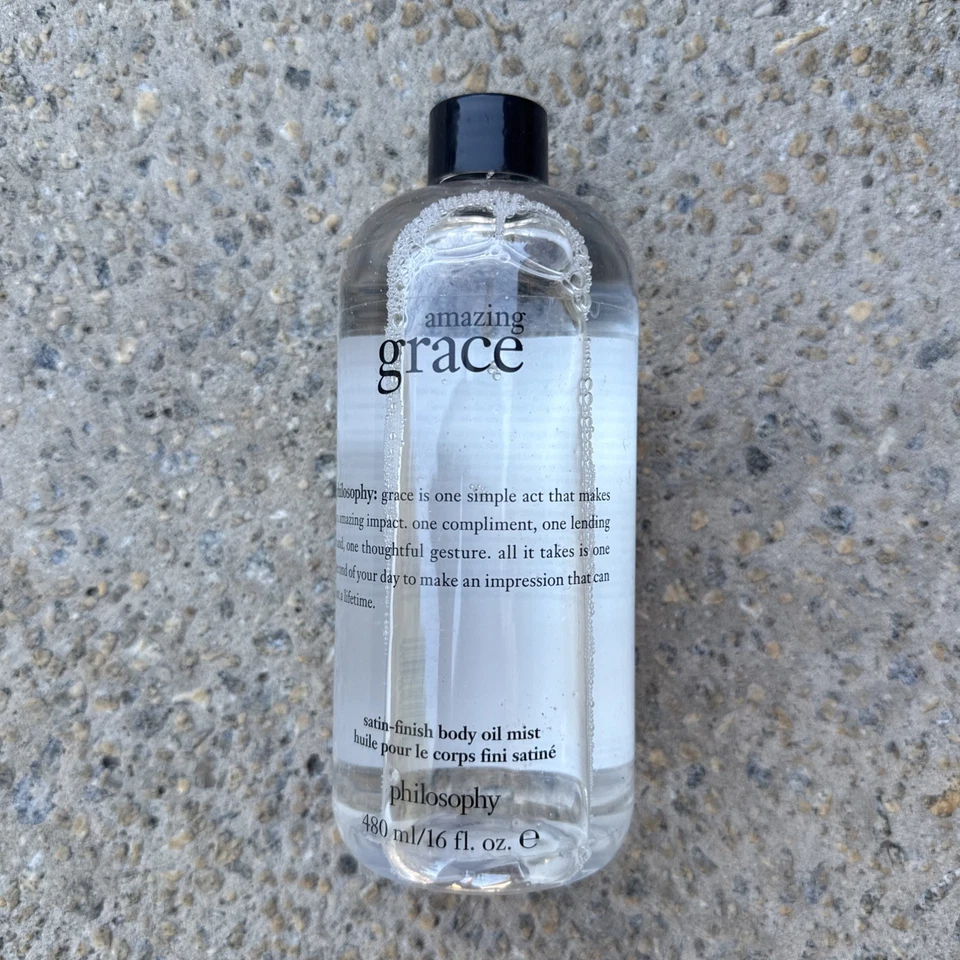 amazing
grace
philosophy: grace is one simple act that makes
amazing impact. one compliment, one lending
one thoughtful gesture. all it takes is one
of your day to make an impression that can
a lifetime.
satin-finish body oil mist
huile pour le corps fini satiné
philosophy
480 ml/16 fl. oz. ℮